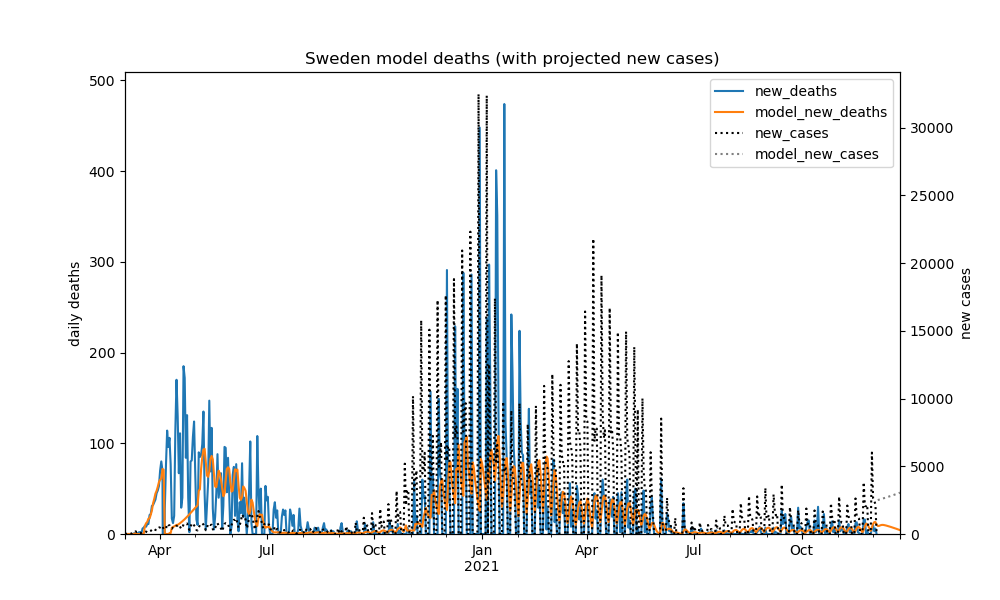 Sweden model deaths (with projected new cases)
new_deaths
model_new_deaths
new_cases
model_new_cases
500
400
300
200
100
0
daily deaths
30000
25000
20000
15000
10000
5000
0
new cases
Apr
Jul
Oct
Jan
2021
Apr
Jul
Oct